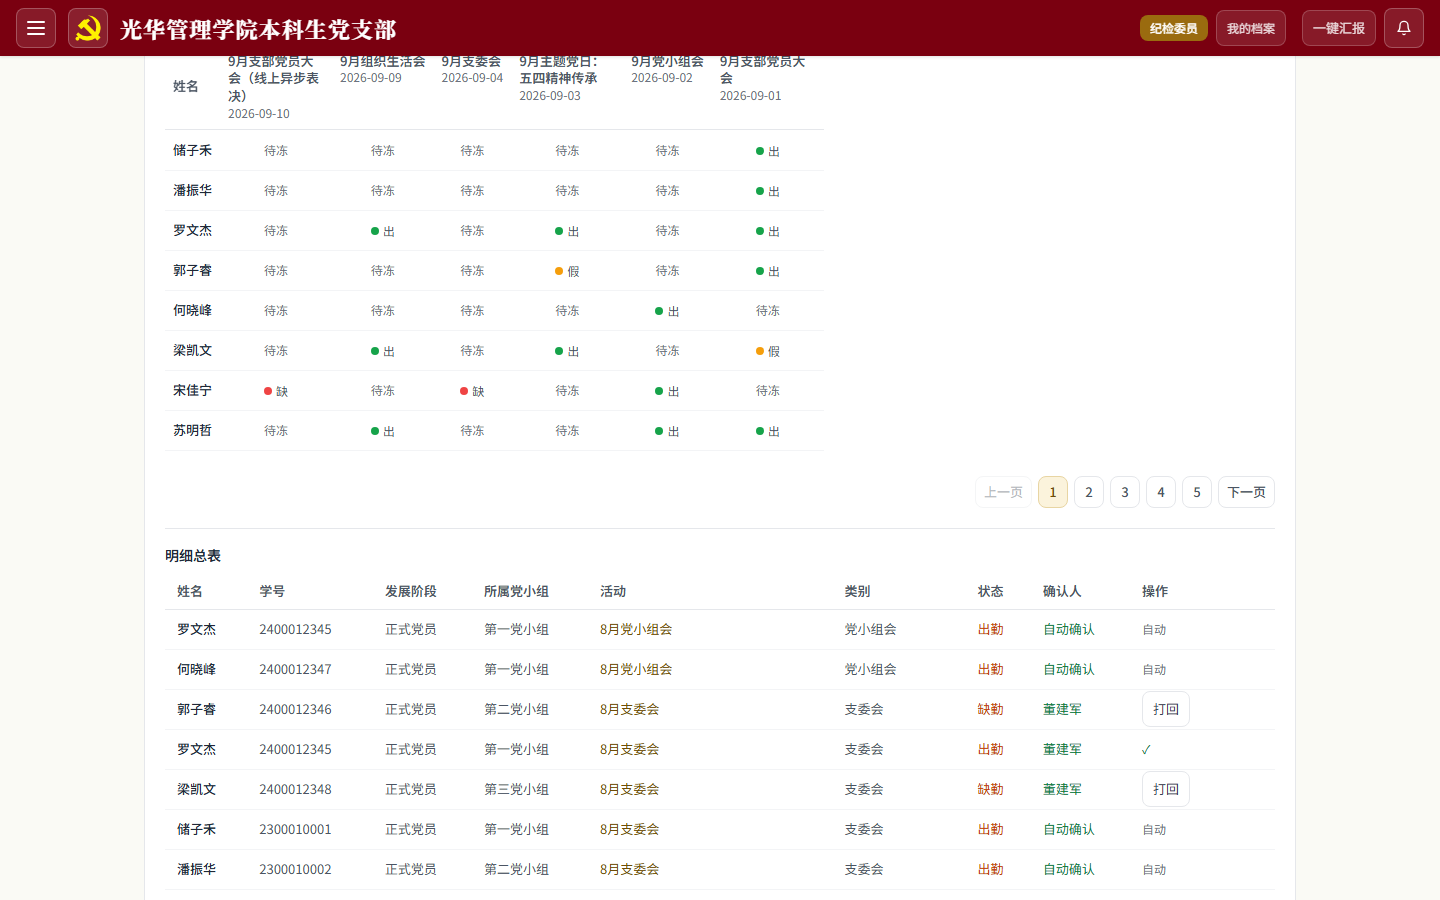 光华管理学院本科生党支部
纪检委员 我的档案 一键汇报
姓名 9月支部党员大会（线上异步表决） 2026-09-10 9月组织生活会 2026-09-09 9月支委会 2026-09-04 9月主题党日：五四精神传承 2026-09-03 9月党小组会 2026-09-02 9月支部党员大会 2026-09-01
储子禾 待冻 待冻 待冻 待冻 待冻 出
潘振华 待冻 待冻 待冻 待冻 待冻 出
罗文杰 待冻 出 待冻 出 待冻 出
郭子睿 待冻 待冻 待冻 假 待冻 出
何晓峰 待冻 待冻 待冻 待冻 出 待冻
梁凯文 待冻 出 待冻 出 待冻 假
宋佳宁 缺 待冻 缺 待冻 出 待冻
苏明哲 待冻 出 待冻 待冻 出 出
上一页 1 2 3 4 5 下一页
明细总表
姓名 学号 发展阶段 所属党小组 活动 类别 状态 确认人 操作
罗文杰 2400012345 正式党员 第一党小组 8月党小组会 党小组会 出勤 自动确认 自动
何晓峰 2400012347 正式党员 第一党小组 8月党小组会 党小组会 出勤 自动确认 自动
郭子睿 2400012346 正式党员 第二党小组 8月支委会 支委会 缺勤 董建军 打回
罗文杰 2400012345 正式党员 第一党小组 8月支委会 支委会 出勤 董建军 ✓
梁凯文 2400012348 正式党员 第三党小组 8月支委会 支委会 缺勤 董建军 打回
储子禾 2300010001 正式党员 第一党小组 8月支委会 支委会 出勤 自动确认 自动
潘振华 2300010002 正式党员 第二党小组 8月支委会 支委会 出勤 自动确认 自动